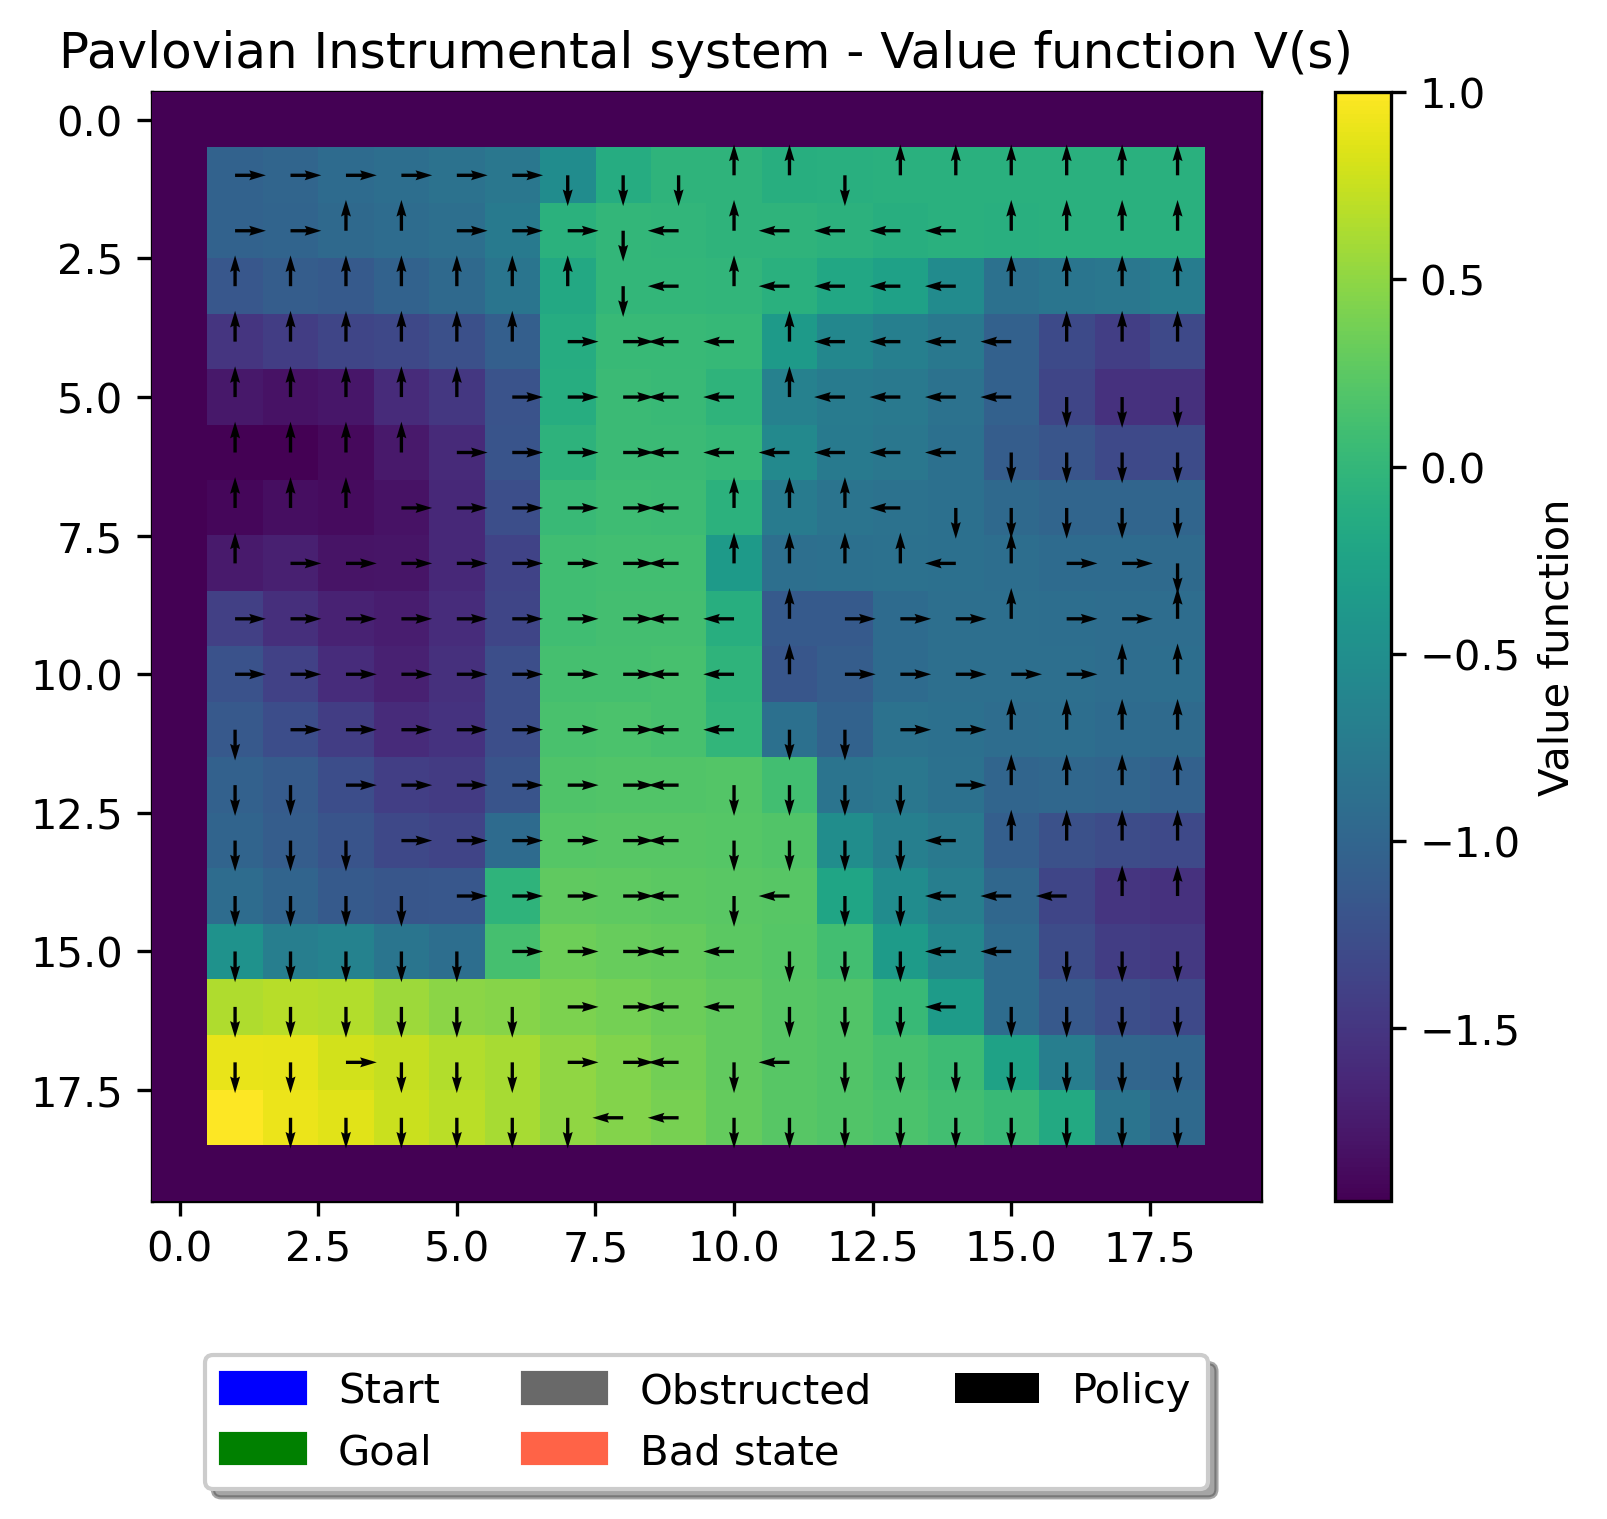 Pavlovian Instrumental system - Value function V(s)
0.0
2.5
5.0
7.5
10.0
12.5
15.0
17.5
0.0 2.5 5.0 7.5 10.0 12.5 15.0 17.5
1.0
0.5
0.0
−0.5
−1.0
−1.5
Value function
Start Obstructed Policy
Goal Bad state